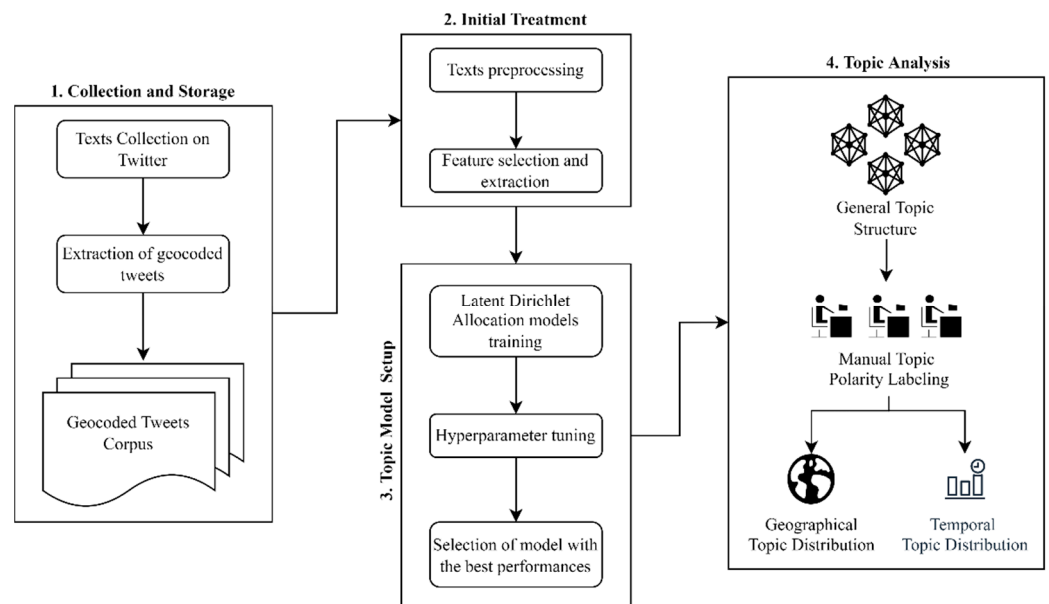 1. Collection and Storage
Texts Collection on
Twitter
Extraction of geocoded
tweets
Geocoded Tweets
Corpus
2. Initial Treatment
Texts preprocessing
Feature selection and
extraction
3. Topic Model Setup
Latent Dirichlet
Allocation models
training
Hyperparameter tuning
Selection of model with
the best performances
4. Topic Analysis
General Topic
Structure
Manual Topic
Polarity Labeling
Geographical
Topic Distribution
Temporal
Topic Distribution